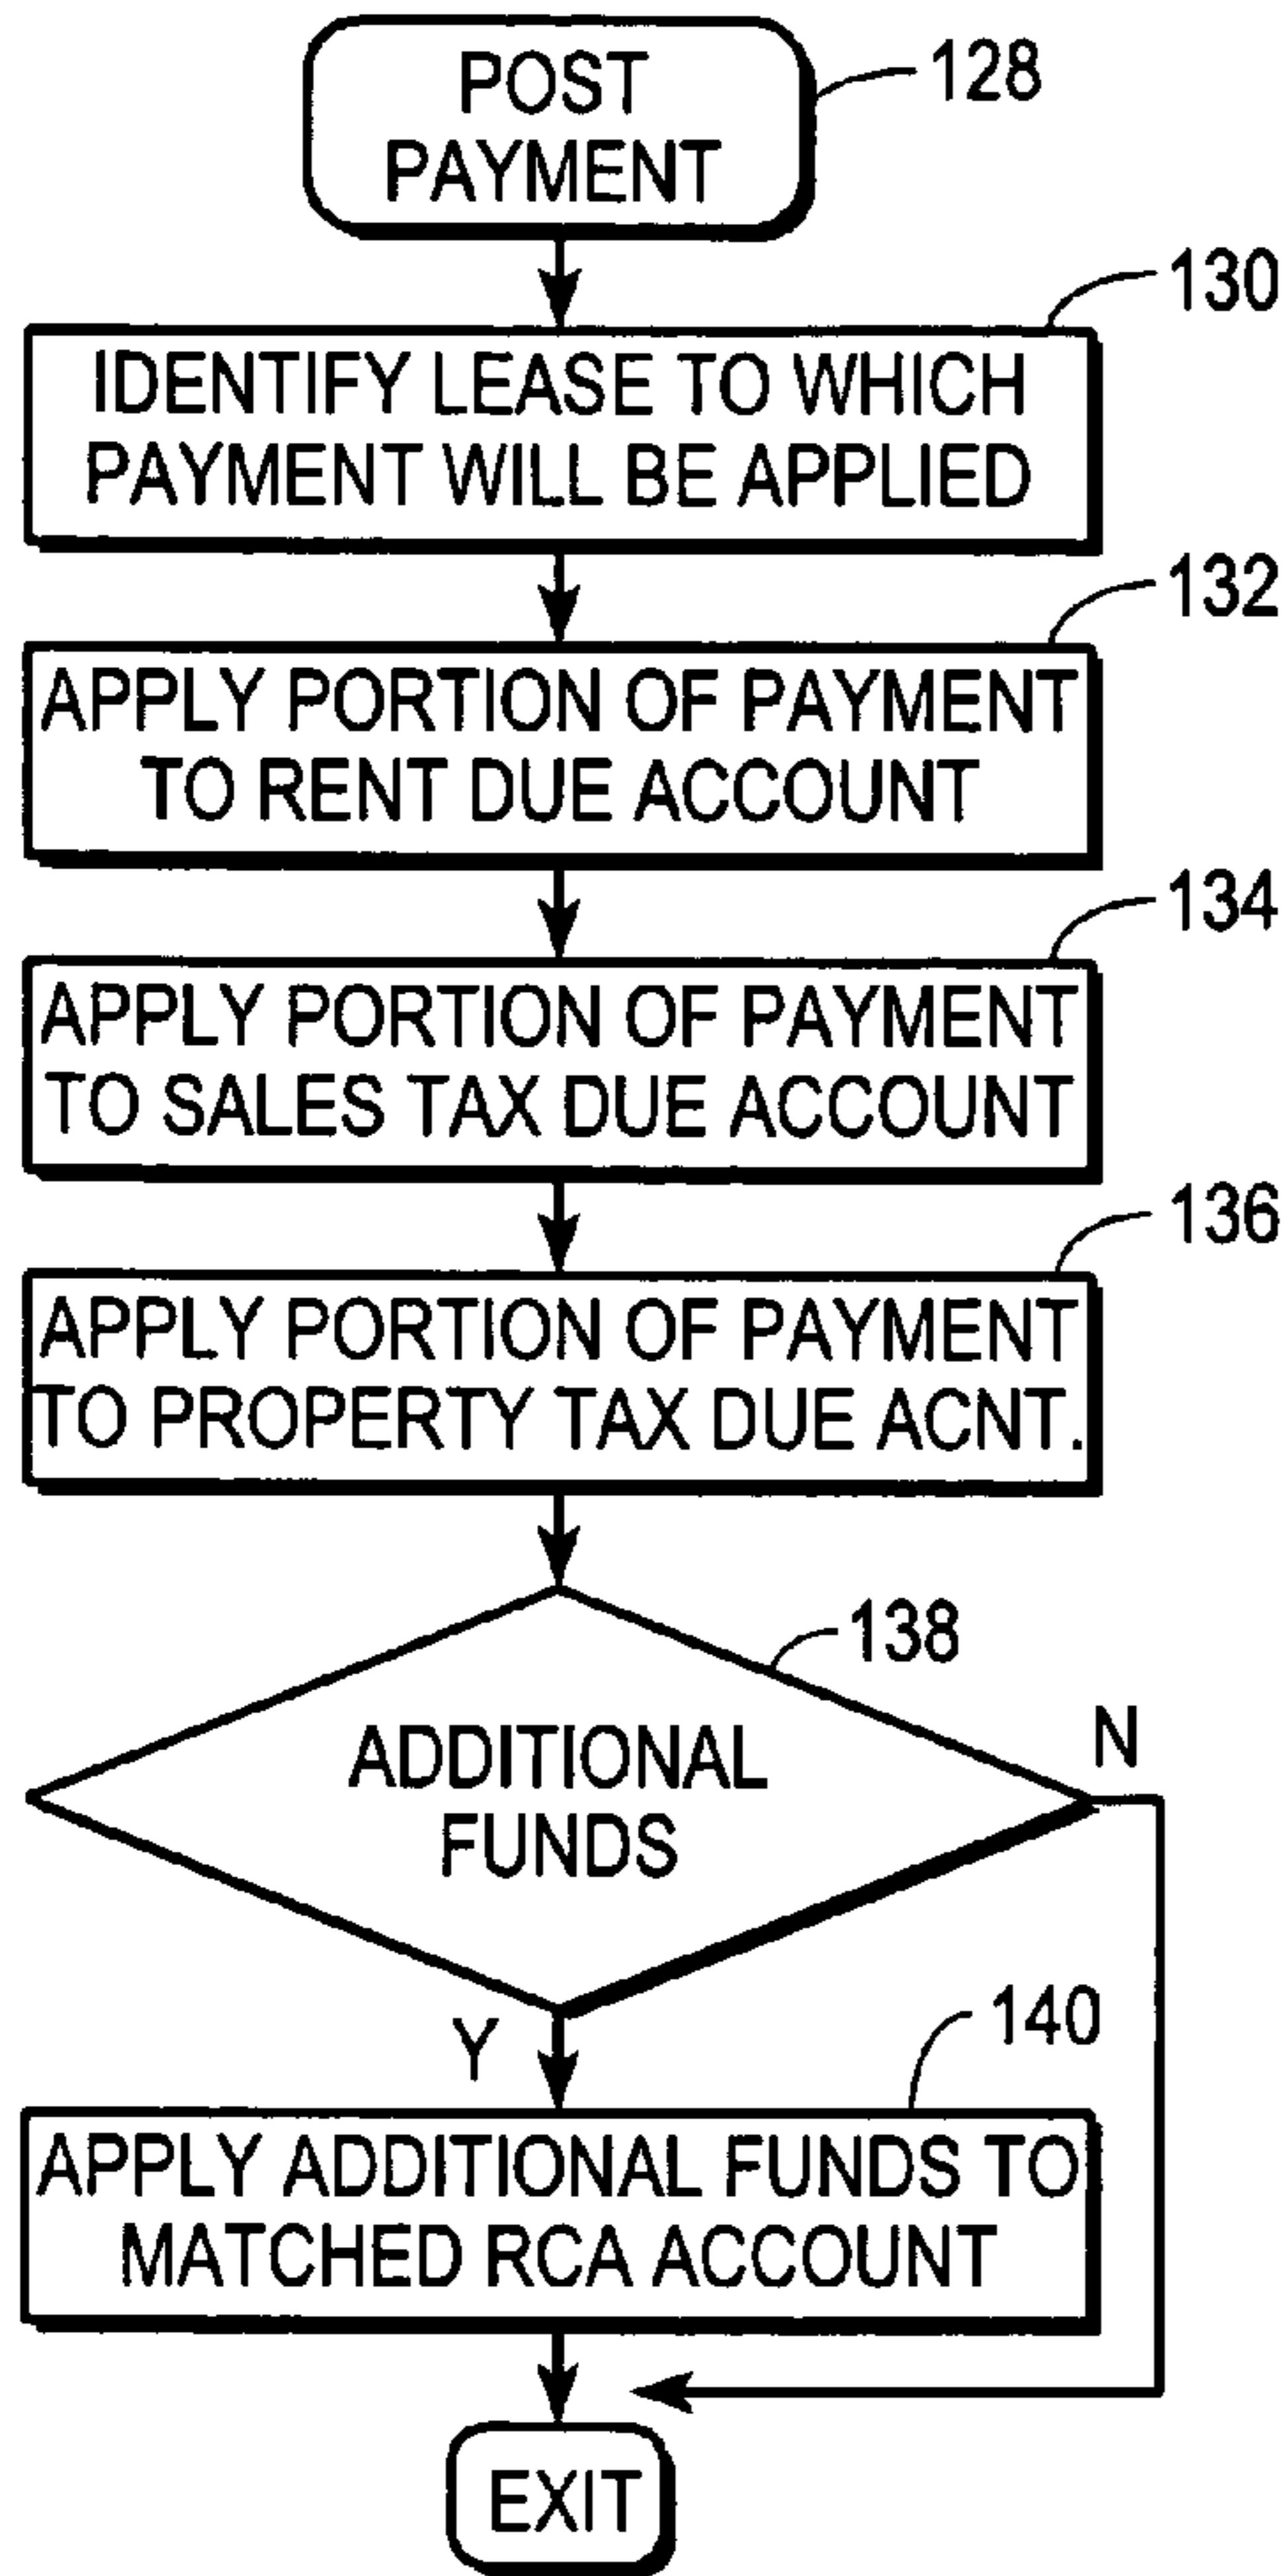 POST
PAYMENT
128
130
IDENTIFY LEASE TO WHICH
PAYMENT WILL BE APPLIED
132
APPLY PORTION OF PAYMENT
TO RENT DUE ACCOUNT
134
APPLY PORTION OF PAYMENT
TO SALES TAX DUE ACCOUNT
136
APPLY PORTION OF PAYMENT
TO PROPERTY TAX DUE ACNT.
138
ADDITIONAL
FUNDS
N
Y
140
APPLY ADDITIONAL FUNDS TO
MATCHED RCA ACCOUNT
EXIT